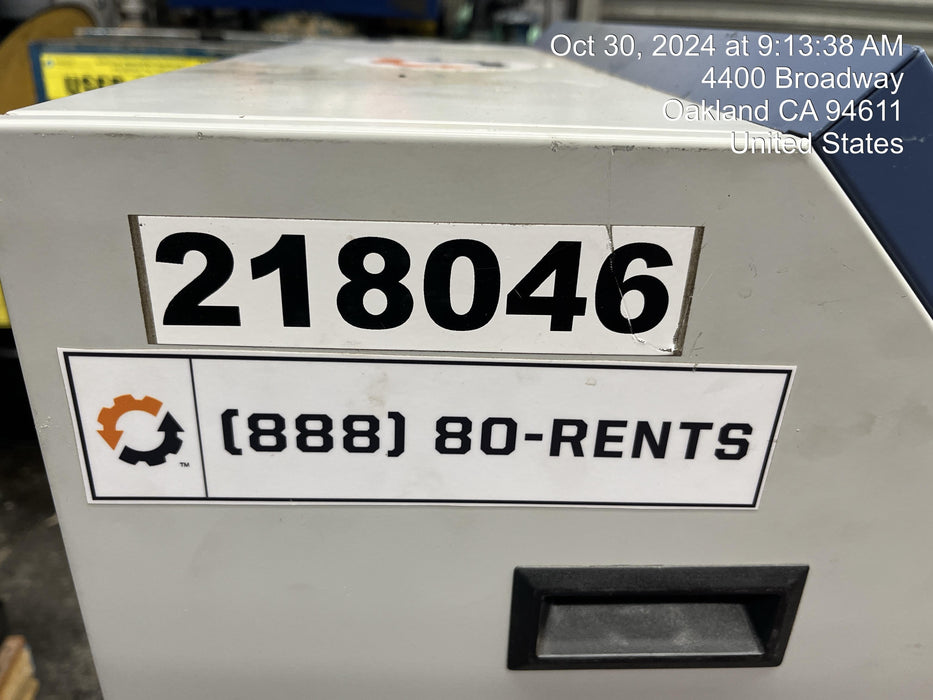 Oct 30, 2024 at 9:13:38 AM
4400 Broadway
Oakland CA 94611
United States
218046
(888) 80-RENTS
TM